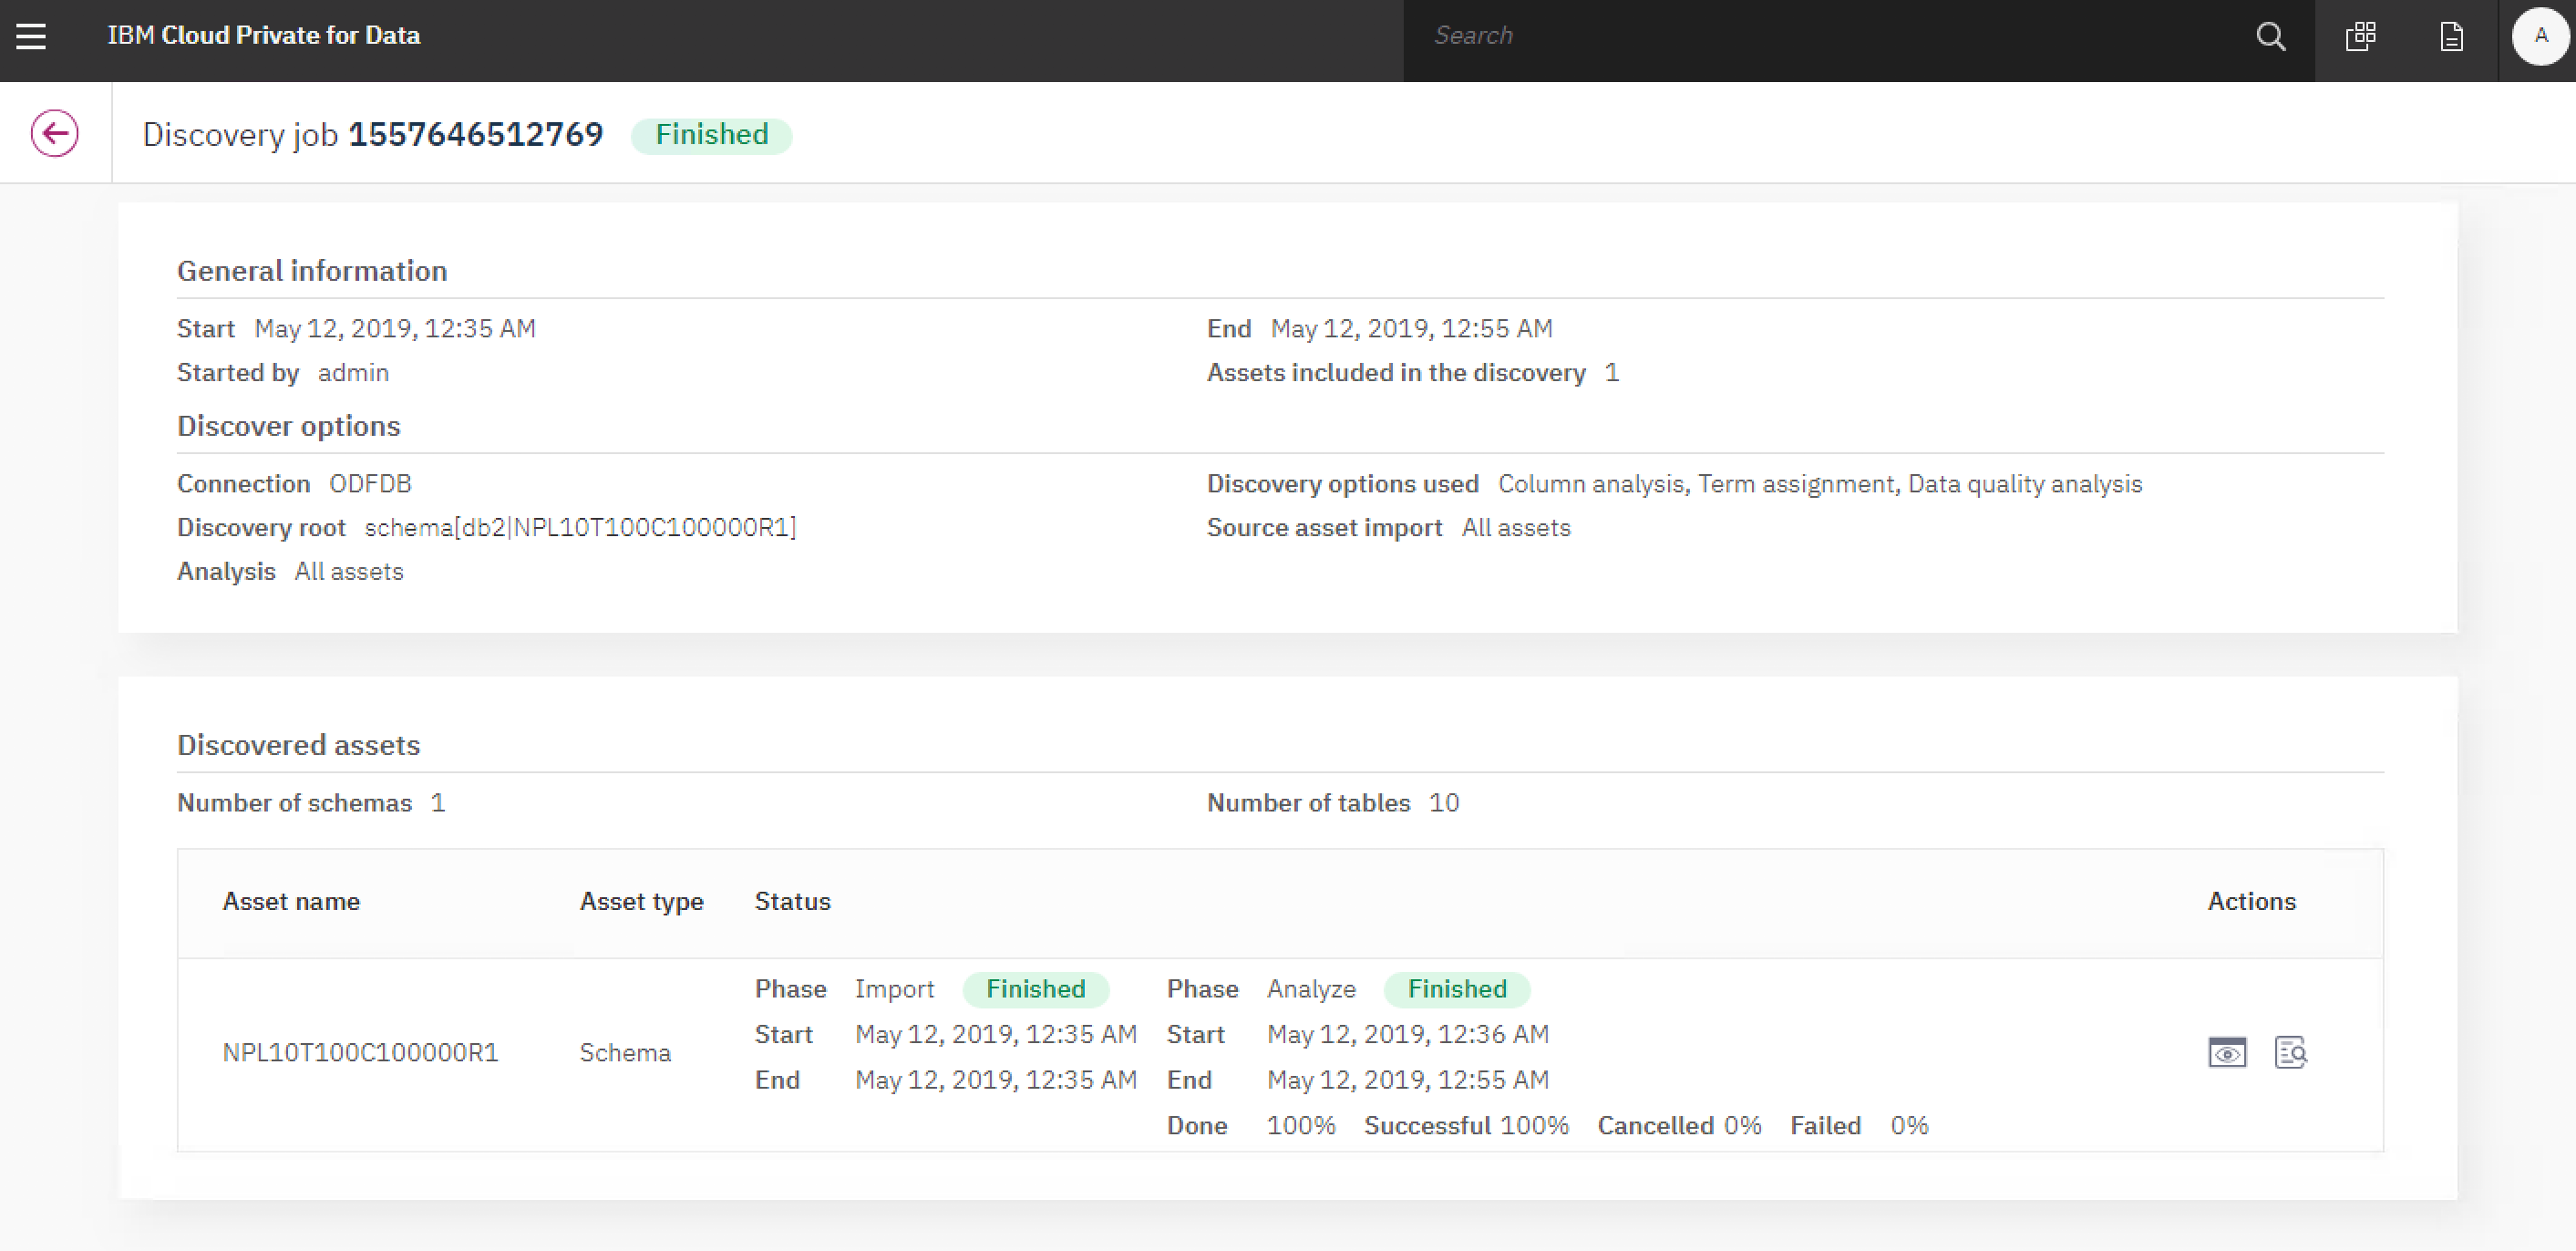 IBM Cloud Private for Data
Search
A
Discovery job 1557646512769 Finished
General information
Start May 12, 2019, 12:35 AM
End May 12, 2019, 12:55 AM
Started by admin
Assets included in the discovery 1
Discover options
Connection ODFDB
Discovery options used Column analysis, Term assignment, Data quality analysis
Discovery root schema[db2|NPL10T100C100000R1]
Source asset import All assets
Analysis All assets
Discovered assets
Number of schemas 1
Number of tables 10
Asset name Asset type Status Actions
NPL10T100C100000R1 Schema
Phase Import Finished
Start May 12, 2019, 12:35 AM
End May 12, 2019, 12:35 AM
Phase Analyze Finished
Start May 12, 2019, 12:36 AM
End May 12, 2019, 12:55 AM
Done 100% Successful 100% Cancelled 0% Failed 0%